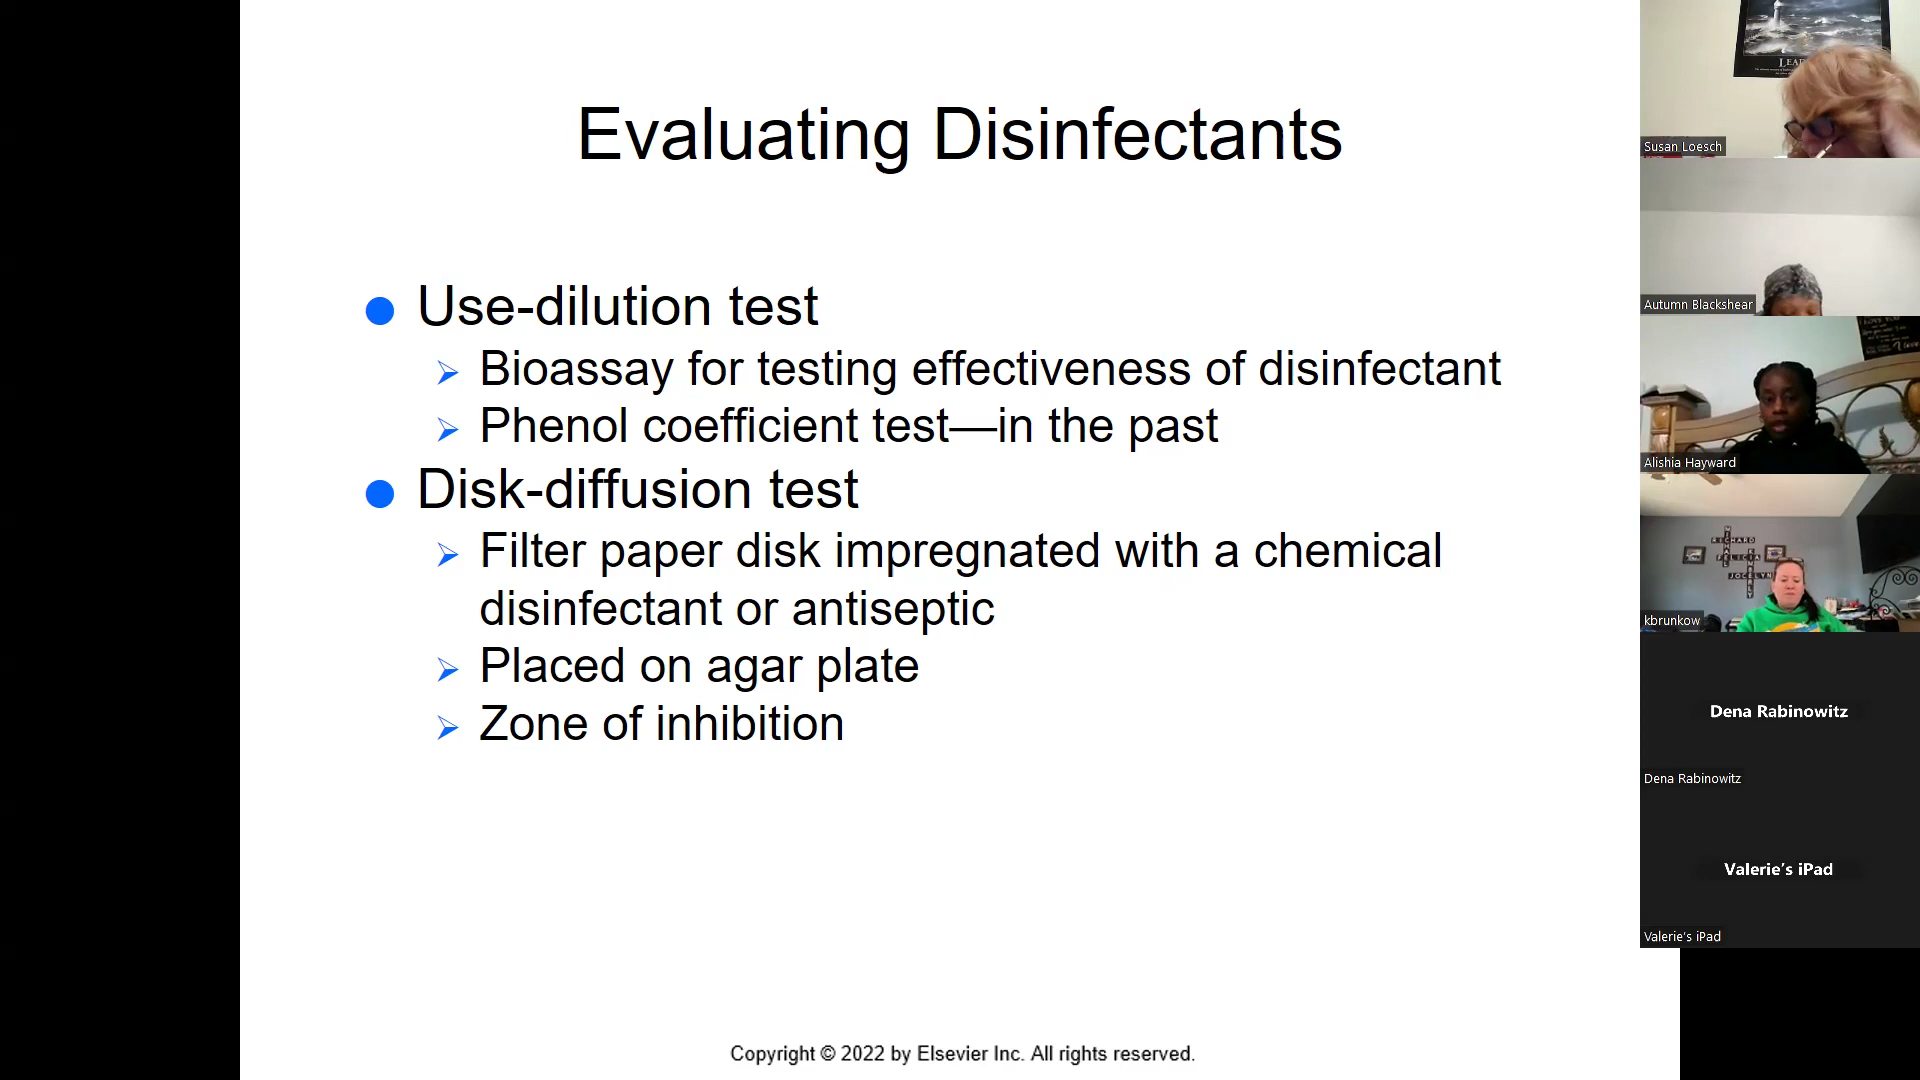 Evaluating Disinfectants
Use-dilution test
Bioassay for testing effectiveness of disinfectant
Phenol coefficient test—in the past
Disk-diffusion test
Filter paper disk impregnated with a chemical
disinfectant or antiseptic
Placed on agar plate
Zone of inhibition
Copyright © 2022 by Elsevier Inc. All rights reserved.
Susan Loesch
Autumn Blackshear
Alishia Hayward
RICHARD
FELICIA
JOCELYN
kbrunkow
Dena Rabinowitz
Dena Rabinowitz
Valerie's iPad
Valerie's iPad